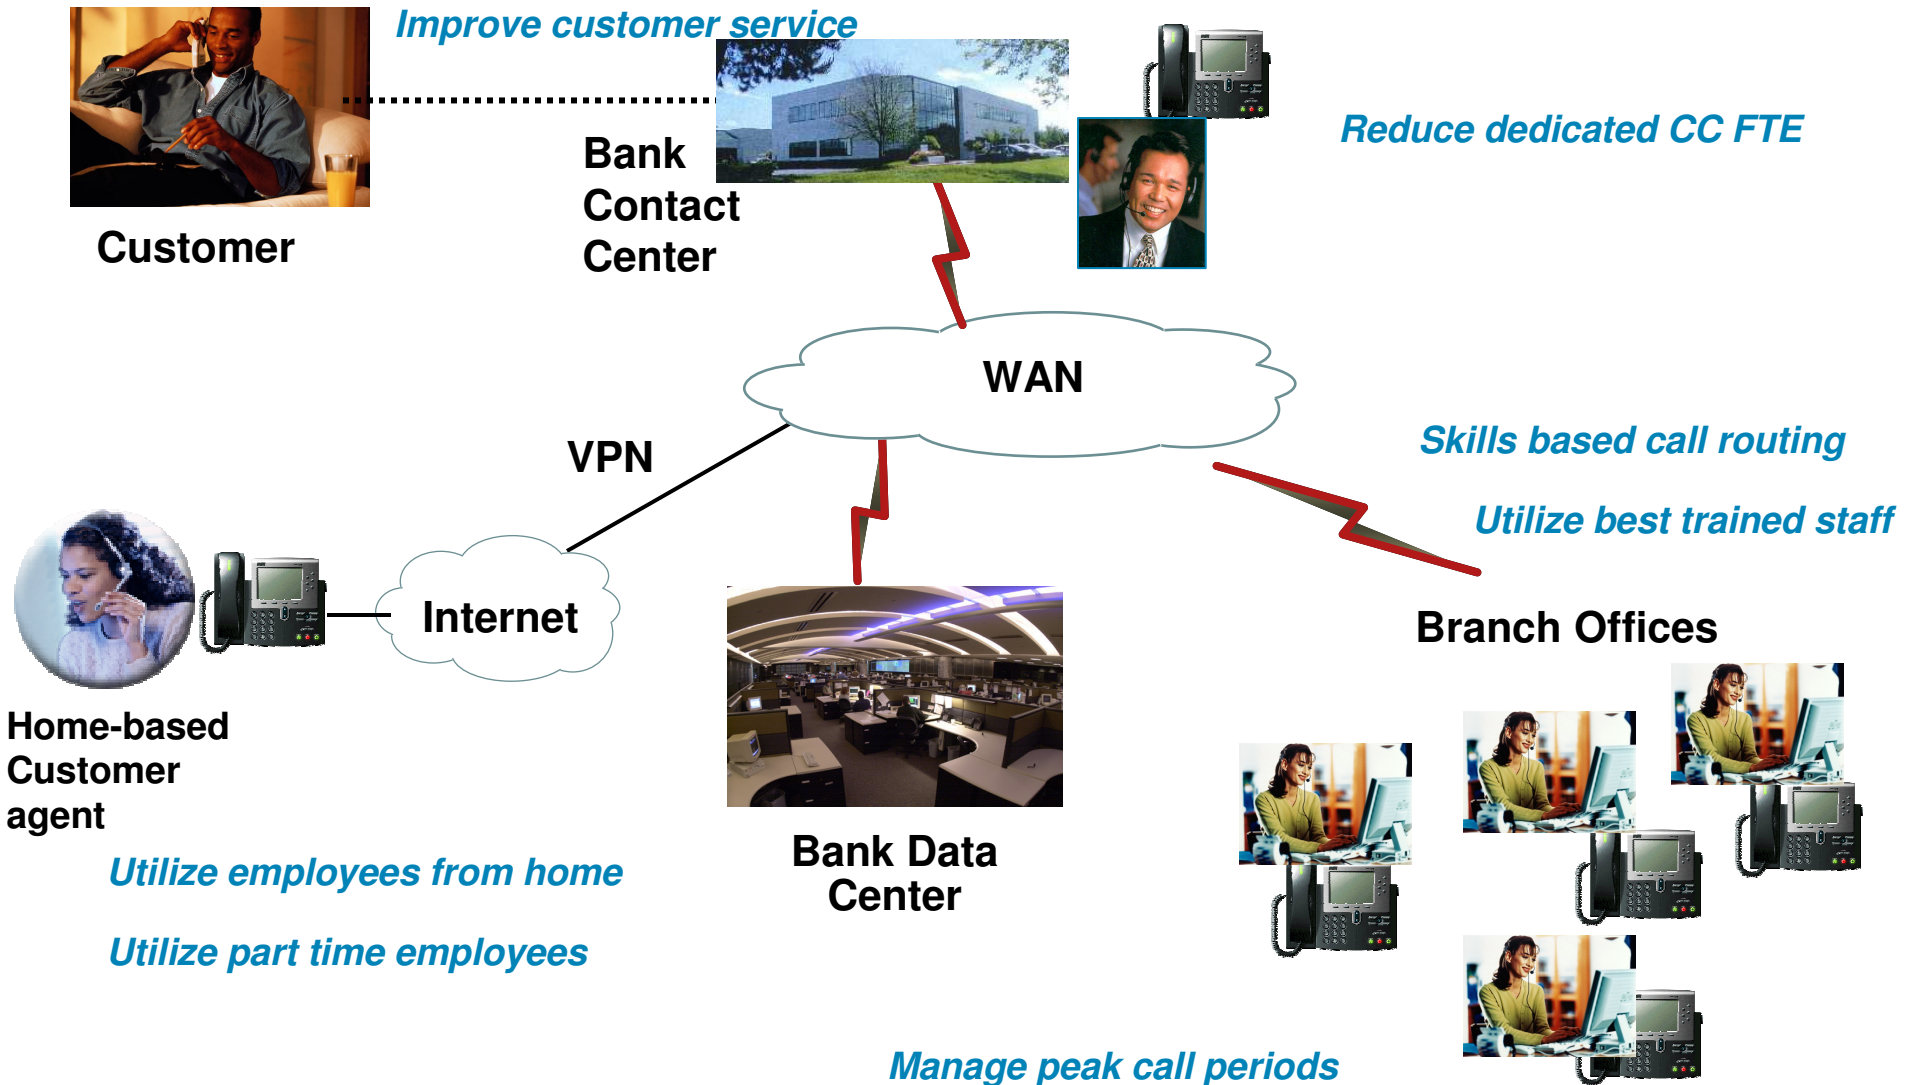 Improve customer service
Reduce dedicated CC FTE
Bank
Contact
Center
Customer
WAN
VPN
Skills based call routing
Utilize best trained staff
Internet
Branch Offices
Home-based
Customer
agent
Bank Data
Center
Utilize employees from home
Utilize part time employees
Manage peak call periods